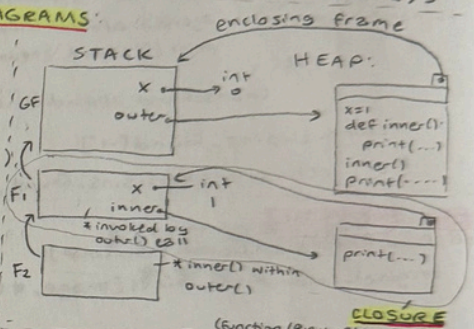 AGRAMS:
enclosing frame
STACK
HEAP:
GF
x
int
0
outer
x=1
def inner():
print(...)
inner()
print(.....)
F1
x
int
1
inner
*invoked by
outer() call
print(...)
F2
*inner() within
outer()
CLOSURE